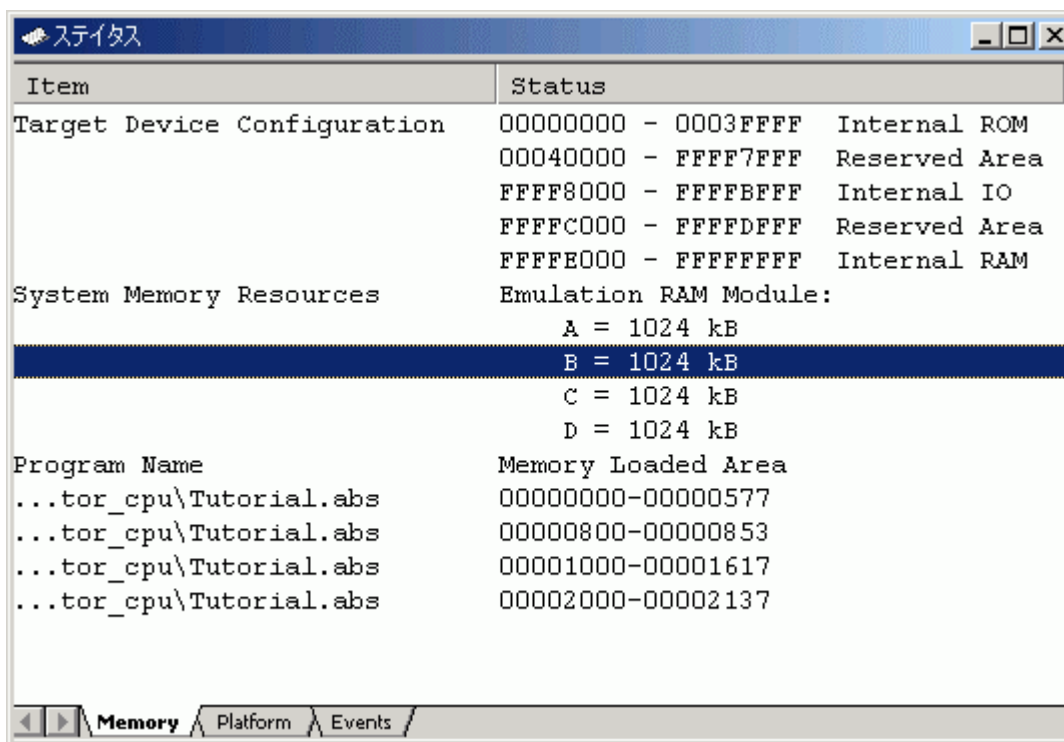 ステイタス
Item Status
Target Device Configuration 00000000 - 0003FFFF Internal ROM
00040000 - FFFF7FFF Reserved Area
FFFF8000 - FFFFBFFF Internal IO
FFFFC000 - FFFFDFFF Reserved Area
FFFFE000 - FFFFFFFF Internal RAM
System Memory Resources Emulation RAM Module:
A = 1024 kB
B = 1024 kB
C = 1024 kB
D = 1024 kB
Program Name Memory Loaded Area
...tor_cpu\Tutorial.abs 00000000-00000577
...tor_cpu\Tutorial.abs 00000800-00000853
...tor_cpu\Tutorial.abs 00001000-00001617
...tor_cpu\Tutorial.abs 00002000-00002137
Memory Platform Events